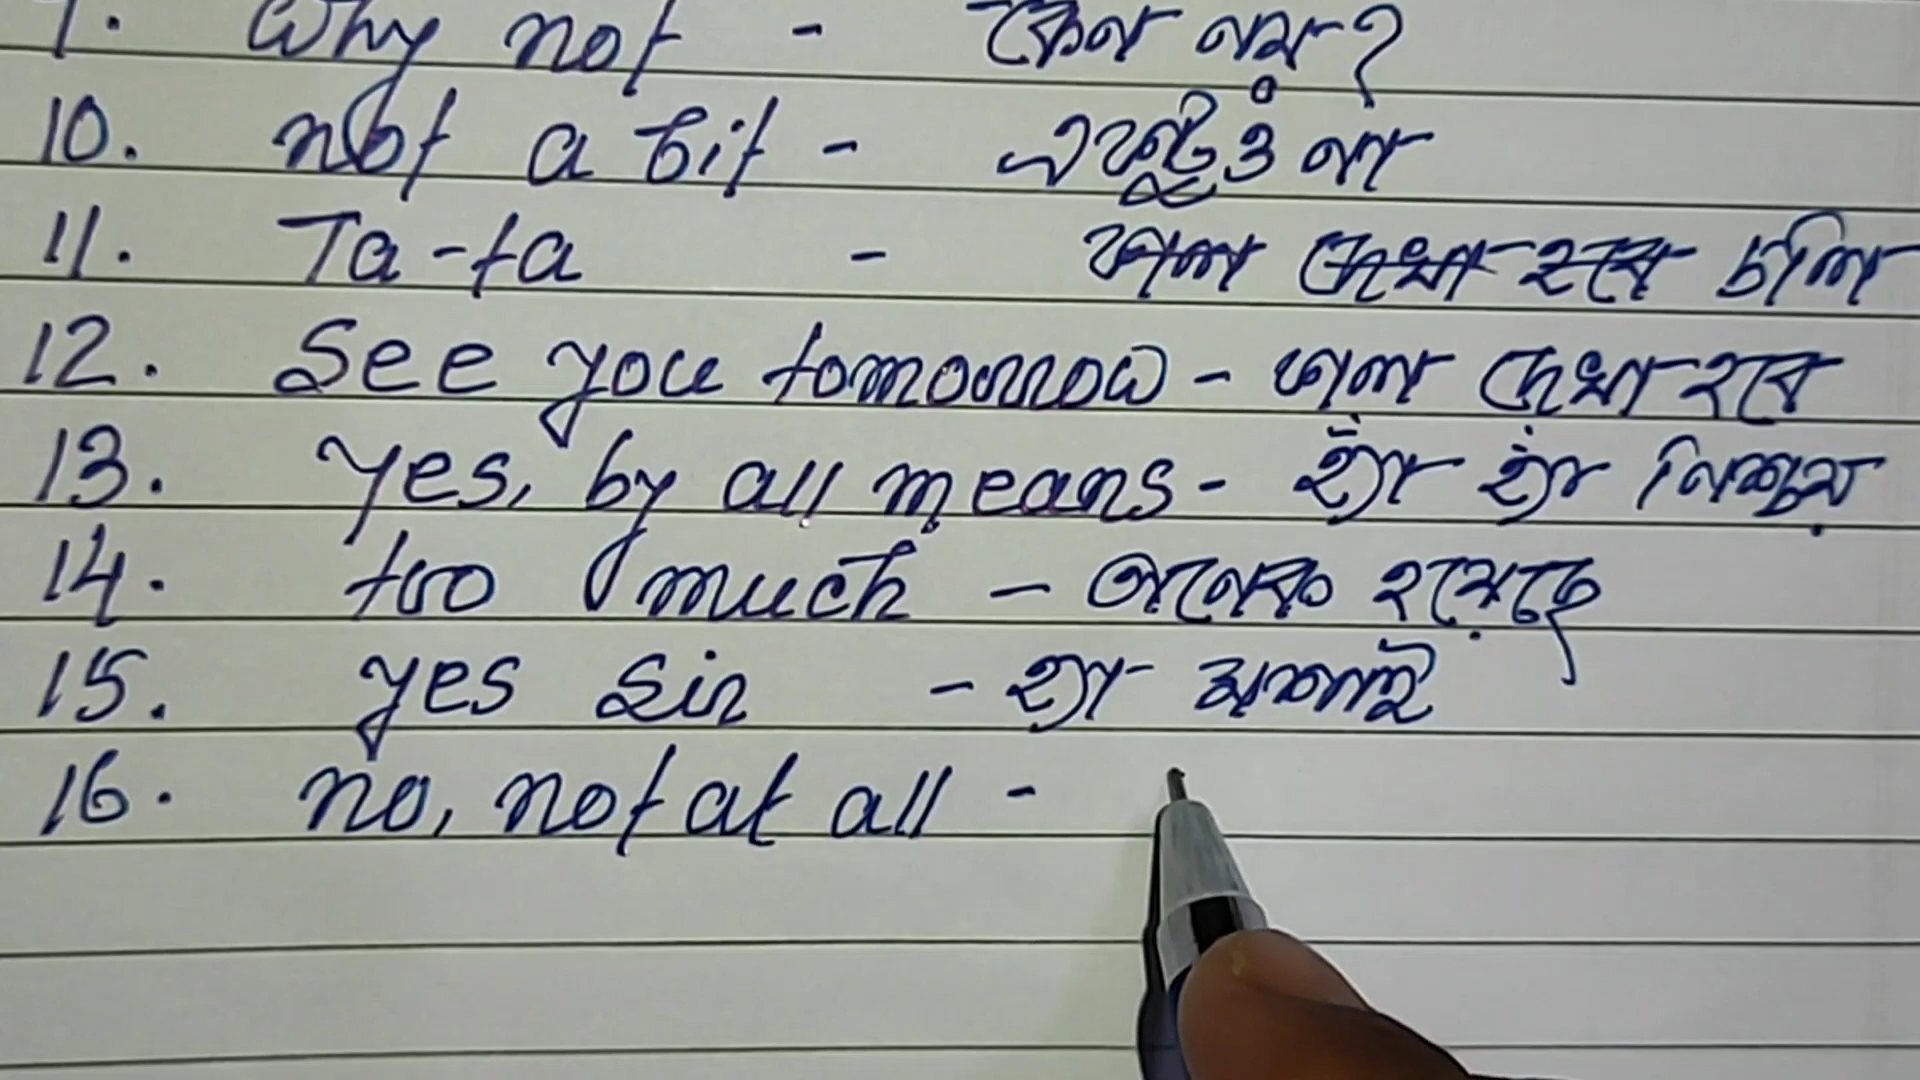 9. Why not - কেন নয়?
10. not a bit - একটুও না
11. Ta-ta - কাল দেখা হবে চলি
12. See you tomorrow - কাল দেখা হবে
13. yes, by all means - হ্যাঁ হ্যাঁ নিশ্চয়
14. too much - অনেক হয়েছে
15. yes sir - হ্যা মশাই
16. no, not at all -